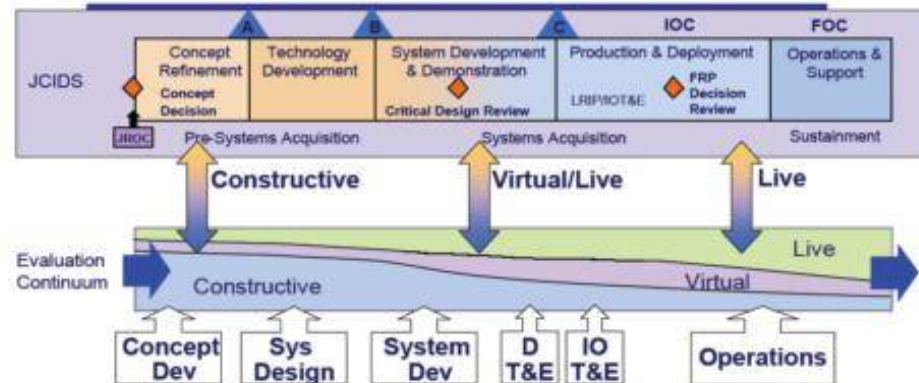 A B C IOC FOC
JCIDS
Concept
Refinement
Technology
Development
System Development
& Demonstration
Production & Deployment
Operations &
Support
Concept
Decision
Critical Design Review
LRIP/IOT&E
FRP
Decision
Review
JROC
Pre-Systems Acquisition
Systems Acquisition
Sustainment
Constructive
Virtual/Live
Live
Evaluation
Continuum
Constructive
Virtual
Live
Concept
Dev
Sys
Design
System
Dev
D
T&E
IO
T&E
Operations